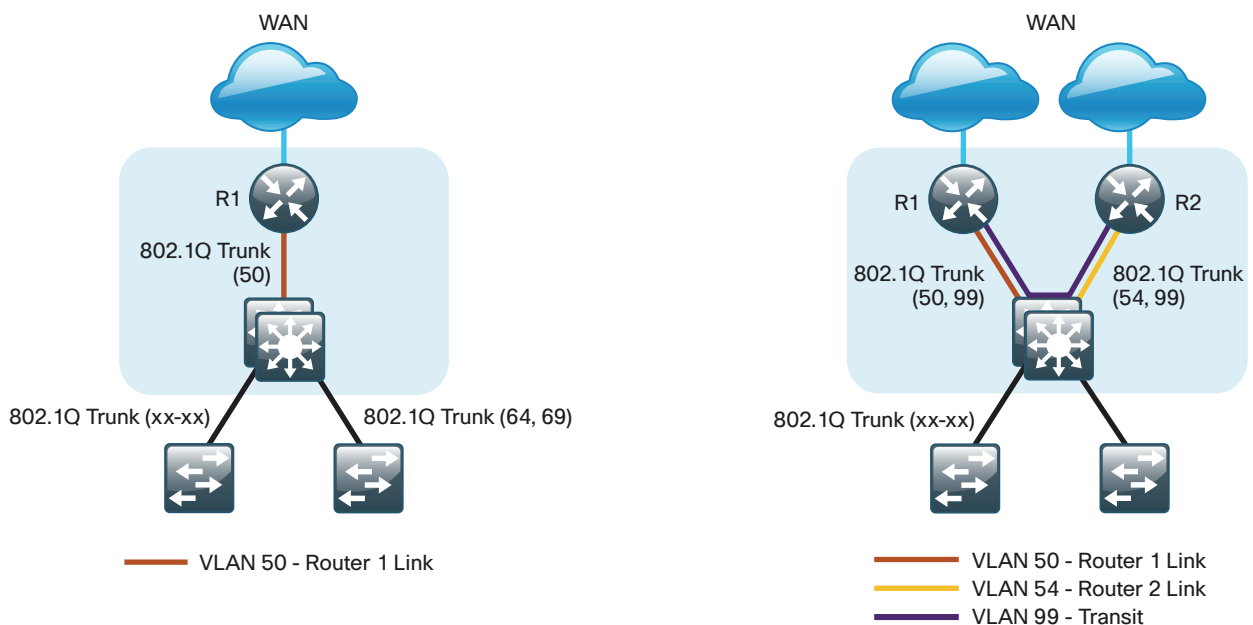 WAN
R1
802.1Q Trunk
(50)
802.1Q Trunk (xx-xx)
802.1Q Trunk (64, 69)
VLAN 50 - Router 1 Link
WAN
R1
R2
802.1Q Trunk
(50, 99)
802.1Q Trunk
(54, 99)
802.1Q Trunk (xx-xx)
VLAN 50 - Router 1 Link
VLAN 54 - Router 2 Link
VLAN 99 - Transit